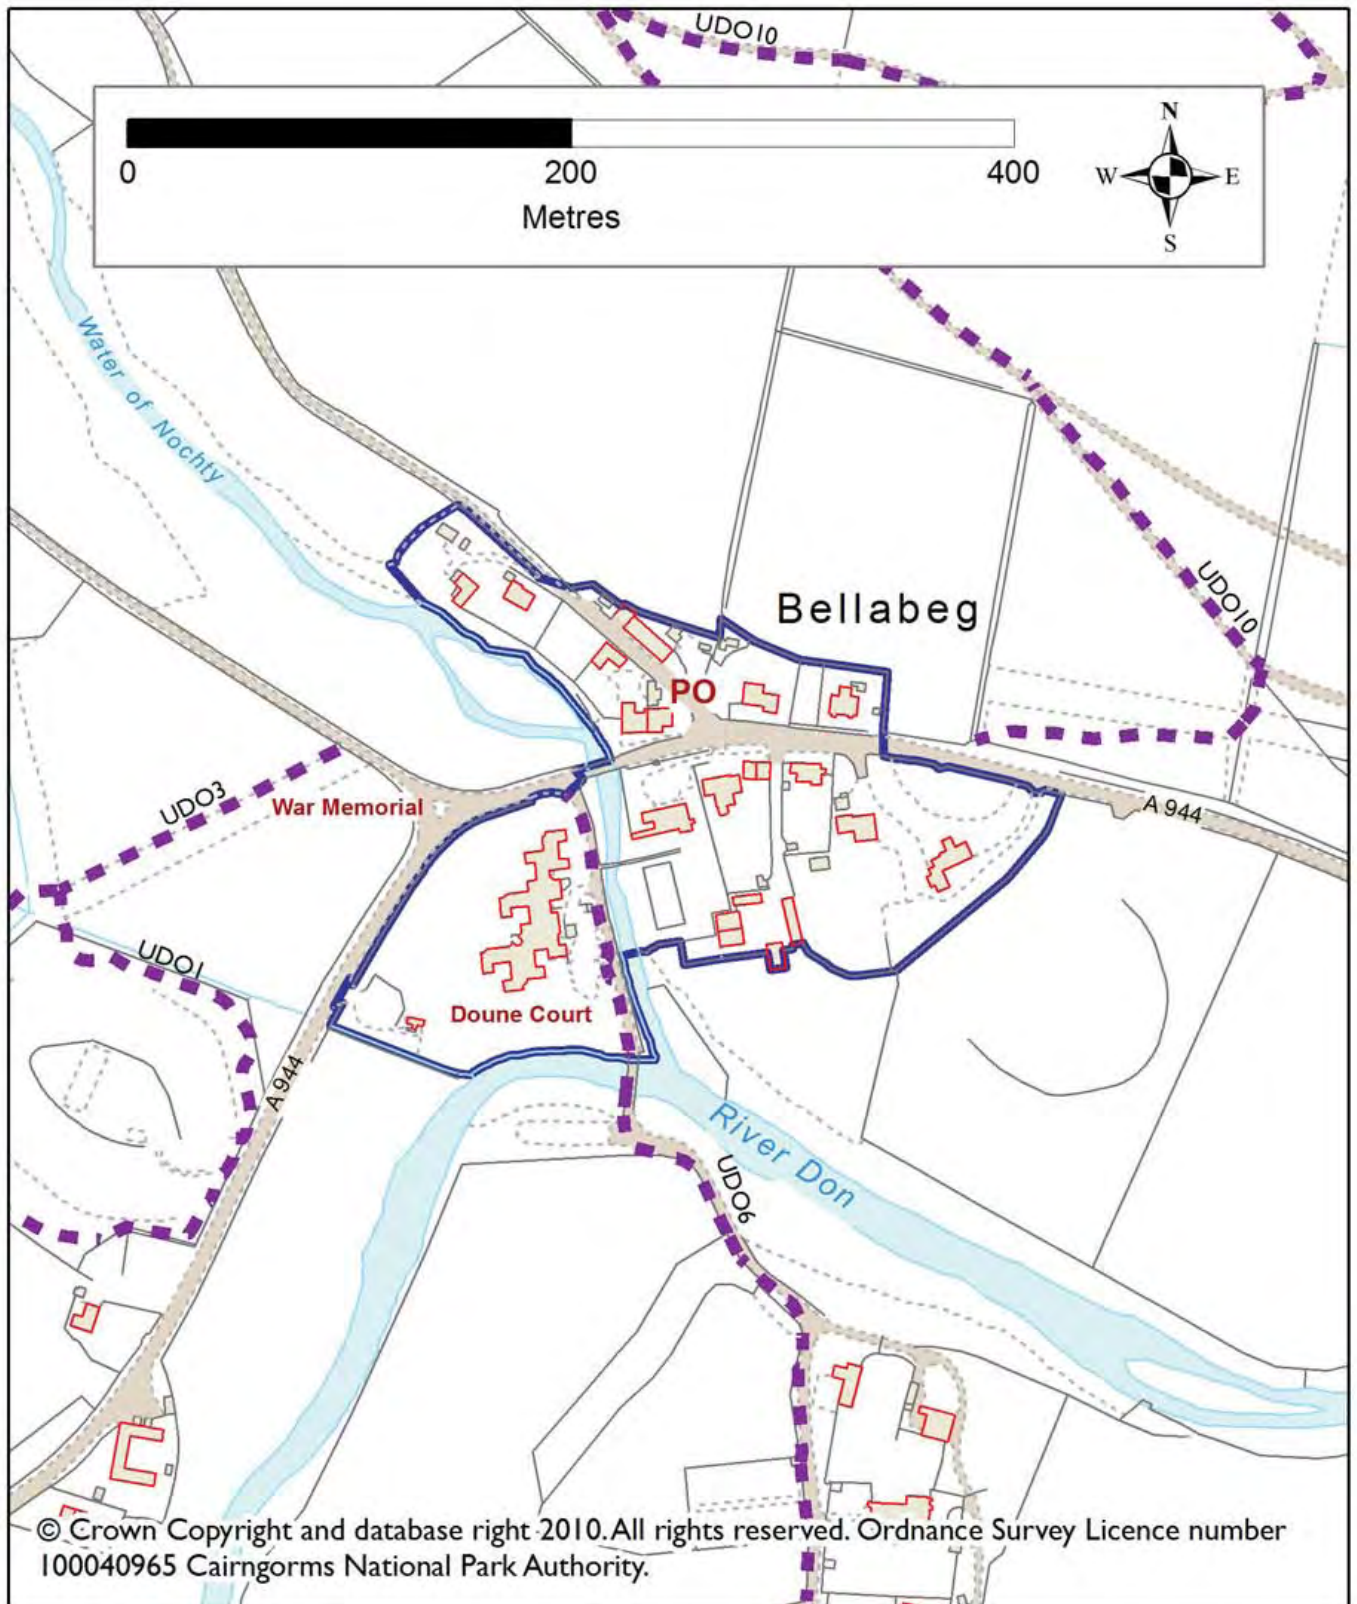 UDO10
0
200
400
Metres
N
W
E
S
Water of Nochty
Bellabeg
UDO10
PO
UDO3
War Memorial
A 944
UDO1
Doune Court
A 944
River Don
UDO6
© Crown Copyright and database right 2010. All rights reserved. Ordnance Survey Licence number
100040965 Cairngorms National Park Authority.